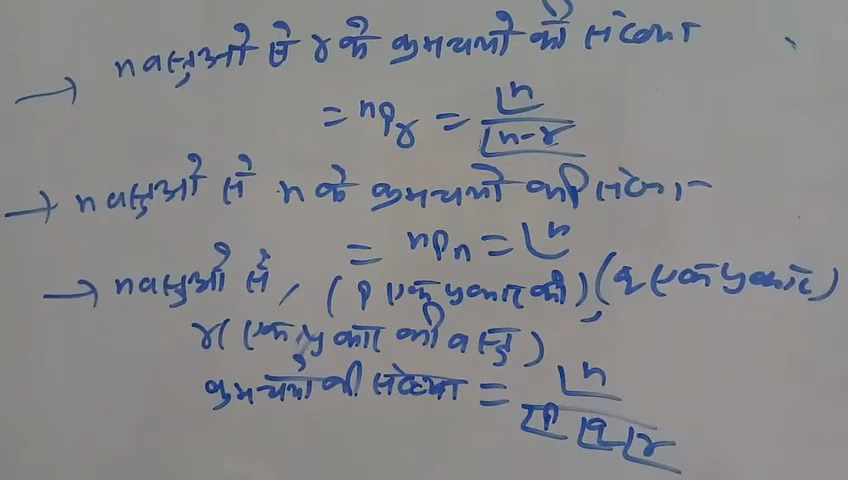 → n वस्तुओं से r के क्रमचयों की संख्या
= nPr = ⌊n / ⌊n-r
→ n वस्तुओं से n के क्रमचयों की संख्या -
= nPn = ⌊n
→ n वस्तुओं से, (P एक प्रकार की), (q एक प्रकार)
r (एक प्रकार की वस्तु)
क्रमचयों की संख्या = ⌊n / ⌊P ⌊q ⌊r